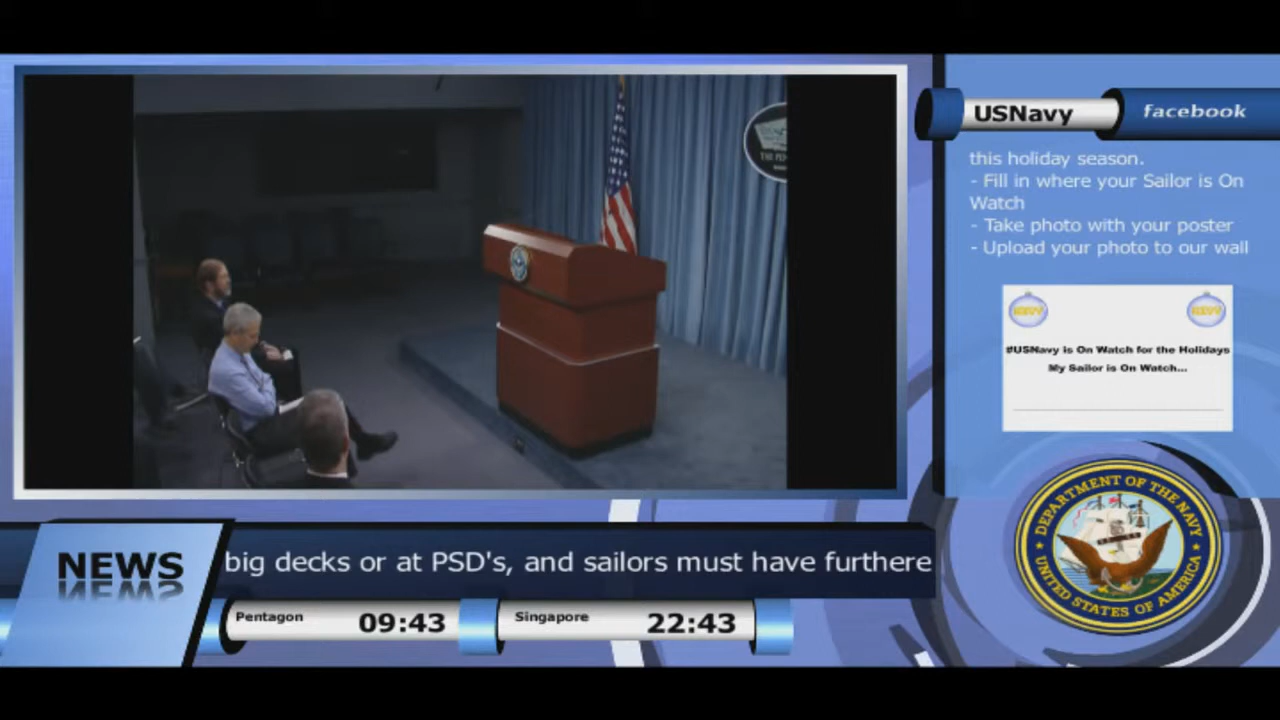 USNavy
facebook
this holiday season.
- Fill in where your Sailor is On
Watch
- Take photo with your poster
- Upload your photo to our wall
NAVY
NAVY
#USNavy is On Watch for the Holidays
My Sailor is On Watch...
DEPARTMENT OF THE NAVY
UNITED STATES OF AMERICA
NEWS
big decks or at PSD's, and sailors must have furthere
Pentagon 09:43
Singapore 22:43